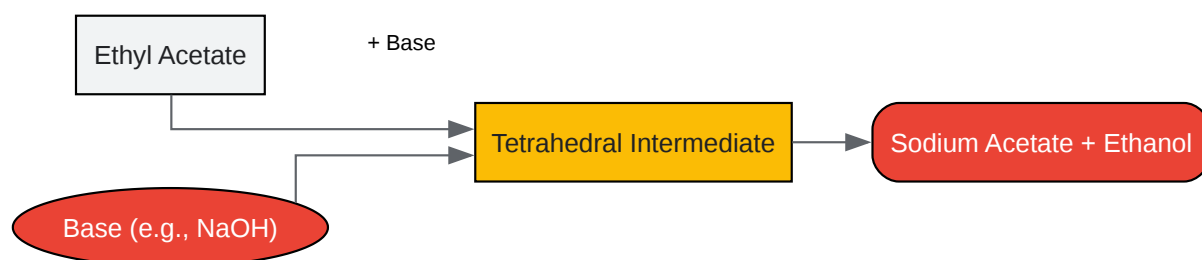 Ethyl Acetate
+ Base
Tetrahedral Intermediate
Sodium Acetate + Ethanol
Base (e.g., NaOH)